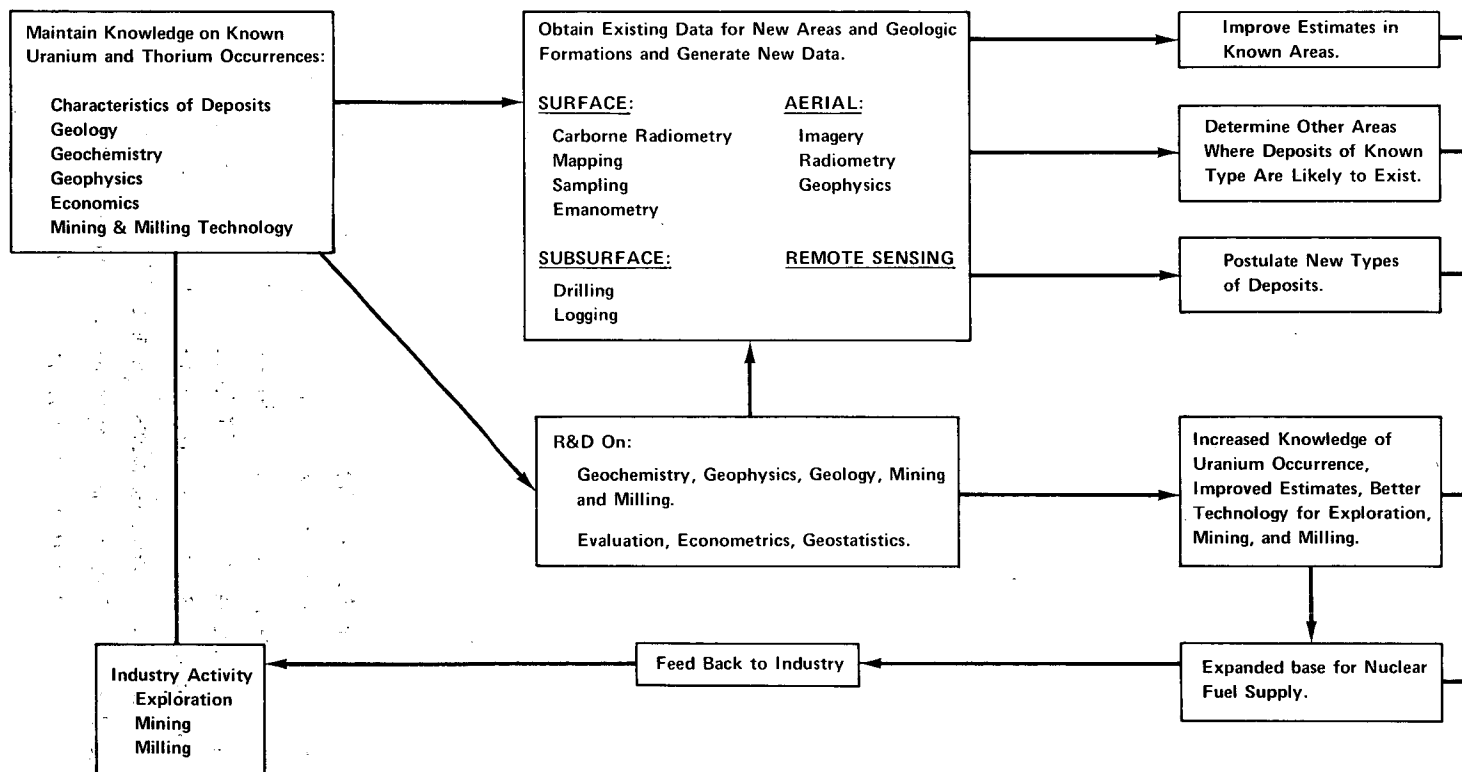 Maintain Knowledge on Known
Uranium and Thorium Occurrences:
Characteristics of Deposits
Geology
Geochemistry
Geophysics
Economics
Mining & Milling Technology
Obtain Existing Data for New Areas and Geologic
Formations and Generate New Data.
SURFACE:
Carborne Radiometry
Mapping
Sampling
Emanometry
AERIAL:
Imagery
Radiometry
Geophysics
SUBSURFACE:
Drilling
Logging
REMOTE SENSING
Improve Estimates in
Known Areas.
Determine Other Areas
Where Deposits of Known
Type Are Likely to Exist.
Postulate New Types
of Deposits.
R&D On:
Geochemistry, Geophysics, Geology, Mining
and Milling.
Evaluation, Econometrics, Geostatistics.
Increased Knowledge of
Uranium Occurrence,
Improved Estimates, Better
Technology for Exploration,
Mining, and Milling.
Expanded base for Nuclear
Fuel Supply.
Feed Back to Industry
Industry Activity
Exploration
Mining
Milling